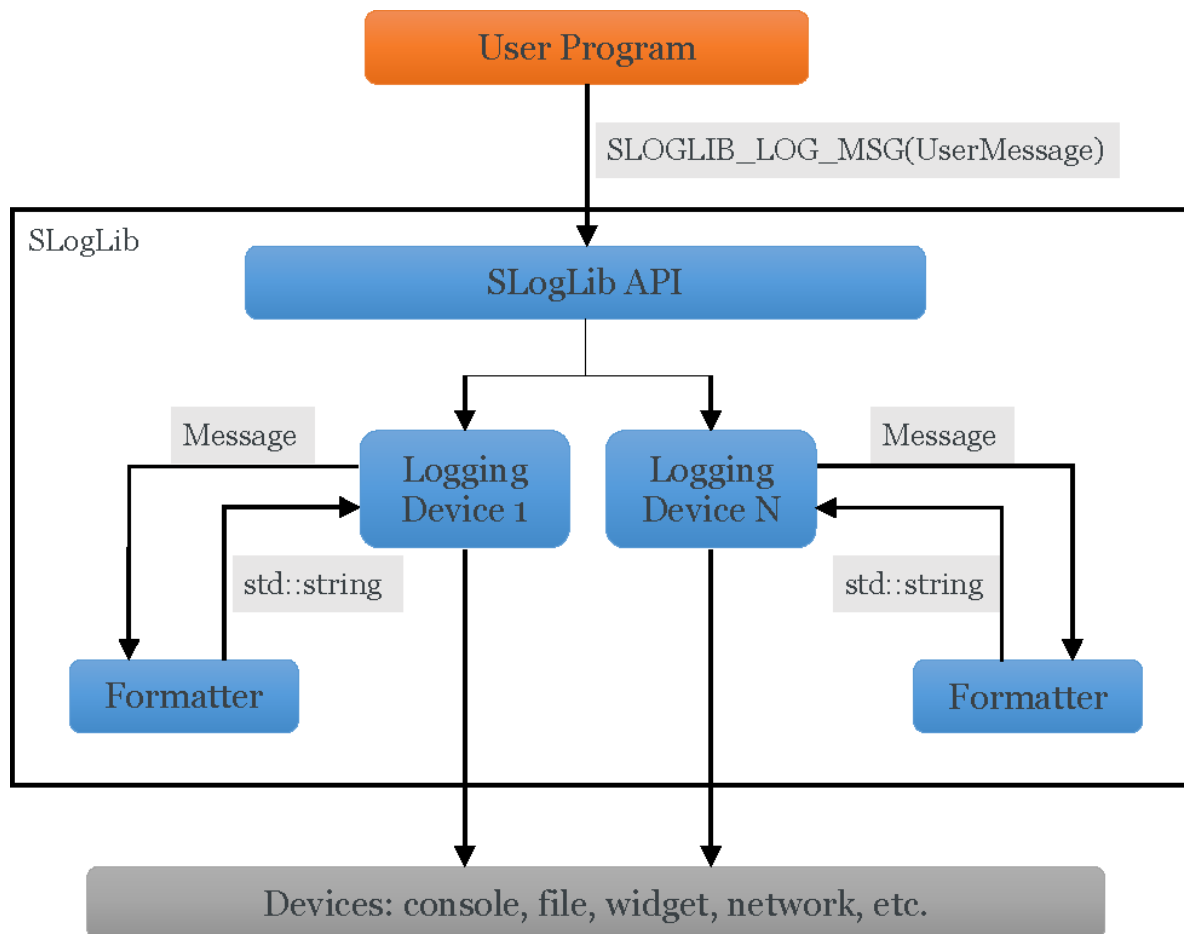 User Program
SLOGLIB_LOG_MSG(UserMessage)
SLogLib
SLogLib API
Message
Logging
Device 1
Logging
Device N
Message
std::string
std::string
Formatter
Formatter
Devices: console, file, widget, network, etc.